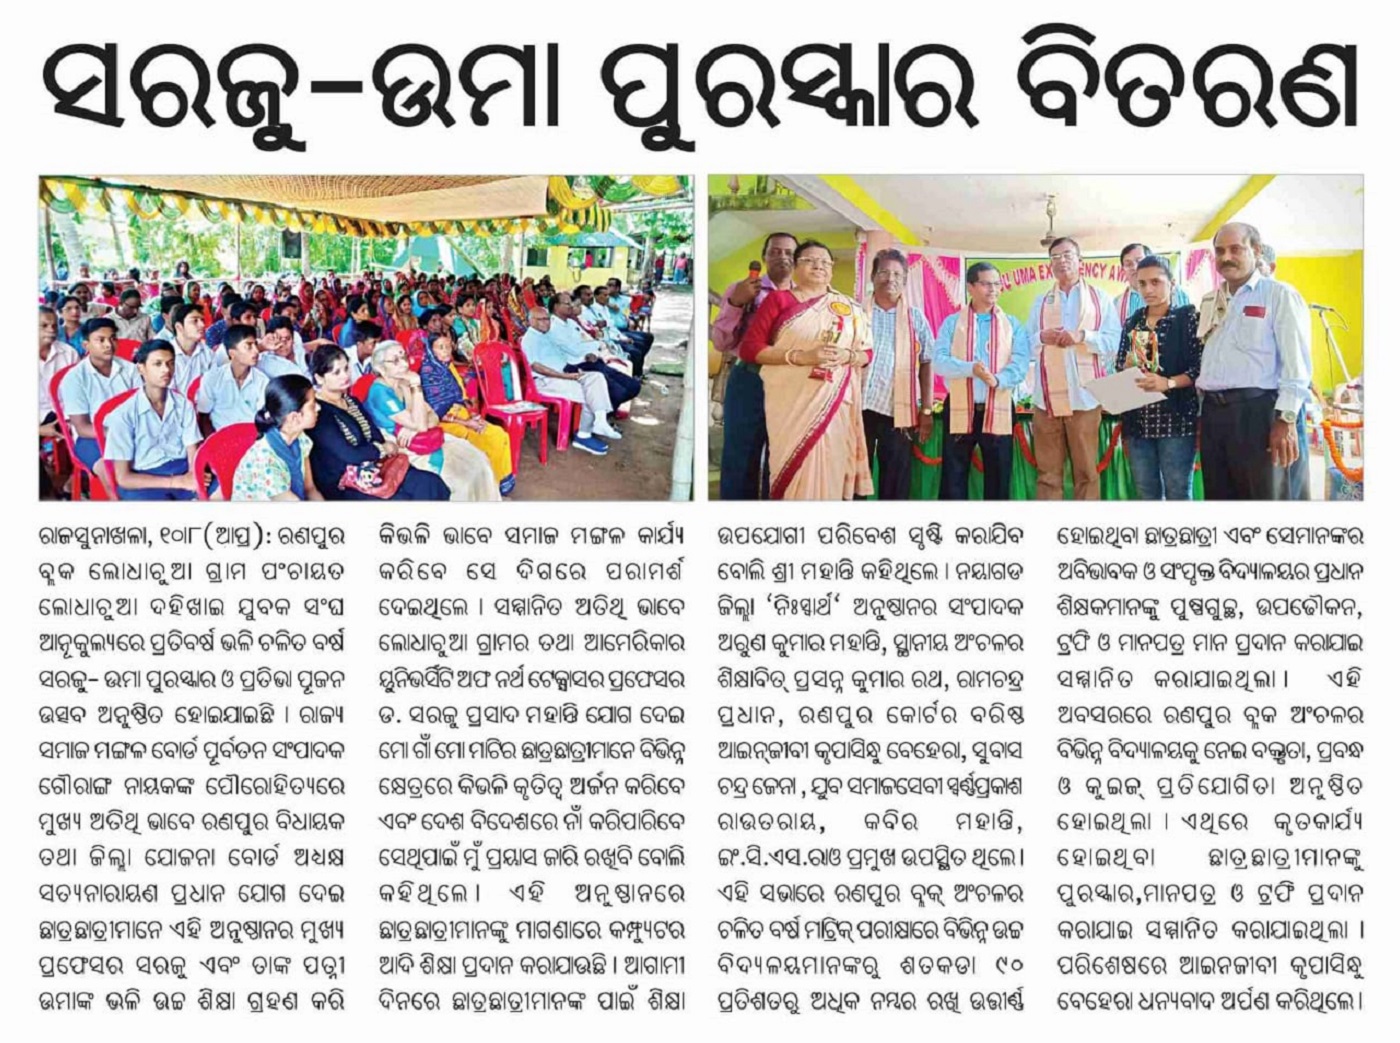 ସରଜୁ-ଉମା ପୁରସ୍କାର ବିତରଣ
UMA EX
ENCY AW
ରାଜସୁନାଖଳା, ୧୦ା୮(ଆପ୍ର): ରଣପୁର
ବ୍ଲକ ଲୋଧାଚୁଆ ଗ୍ରାମ ପଂଚାୟତ
ଲୋଧାଚୁଆ ଦହିଖାଇ ଯୁବକ ସଂଘ
ଆନୁକୁଲ୍ୟରେ ପ୍ରତିବର୍ଷ ଭଳି ଚଳିତ ବର୍ଷ
ସରଜୁ- ଉମା ପୁରସ୍କାର ଓ ପ୍ରତିଭା ପୂଜନ
ଉତ୍ସବ ଅନୁଷ୍ଠିତ ହୋଇଯାଇଛି । ରାଜ୍ୟ
ସମାଜ ମଙ୍ଗଳ ବୋର୍ଡ ପୂର୍ବତନ ସଂପାଦକ
ଗୌରାଙ୍ଗ ନାୟକଙ୍କ ପୌରୋହିତ୍ୟରେ
ମୁଖ୍ୟ ଅତିଥି ଭାବେ ରଣପୁର ବିଧାୟକ
ତଥା ଜିଲ୍ଲା ଯୋଜନା ବୋର୍ଡ ଅଧକ୍ଷ
ସତ୍ୟନାରାୟଣ ପ୍ରଧାନ ଯୋଗ ଦେଇ
ଛାତ୍ରଛାତ୍ରୀମାନେ ଏହି ଅନୁଷ୍ଠାନର ମୁଖ୍ୟ
ପ୍ରଫେସର ସରଜୁ ଏବଂ ତାଙ୍କ ପତ୍ନୀ
ଉମାଙ୍କ ଭଳି ଉଚ୍ଚ ଶିକ୍ଷା ଗ୍ରହଣ କରି
କିଭଳି ଭାବେ ସମାଜ ମଙ୍ଗଳ କାର୍ଯ୍ୟ
କରିବେ ସେ ଦିଗରେ ପରାମର୍ଶ
ଦେଇଥିଲେ । ସମ୍ମାନିତ ଅତିଥି ଭାବେ
ଲୋଧାଚୁଆ ଗ୍ରାମର ତଥା ଆମେରିକାର
ୟୁନିଭର୍ସିଟି ଅଫ ନର୍ଥ ଟେକ୍ସାସର ପ୍ରଫେସର
ଡ. ସରଜୁ ପ୍ରସାଦ ମହାନ୍ତି ଯୋଗ ଦେଇ
ମୋ ଗାଁ ମୋ ମାଟିର ଛାତ୍ରଛାତ୍ରୀମାନେ ବିଭିନ୍ନ
କ୍ଷେତ୍ରରେ କିଭଳି କୃତିତ୍ୱ ଅର୍ଜନ କରିବେ
ଏବଂ ଦେଶ ବିଦେଶରେ ନାଁ କରିପାରିବେ
ସେଥିପାଇଁ ମୁଁ ପ୍ରୟାସ ଜାରି ରଖିବି ବୋଲି
କହିଥିଲେ । ଏହି ଅନୁଷ୍ଠାନରେ
ଛାତ୍ରଛାତ୍ରୀମାନଙ୍କୁ ମାଗଣାରେ କମ୍ପ୍ୟୁଟର
ଆଦି ଶିକ୍ଷା ପ୍ରଦାନ କରାଯାଉଛି । ଆଗାମୀ
ଦିନରେ ଛାତ୍ରଛାତ୍ରୀମାନଙ୍କ ପାଇଁ ଶିକ୍ଷା
ଉପଯୋଗୀ ପରିବେଶ ସୃଷ୍ଟି କରାଯିବ
ବୋଲି ଶ୍ରୀ ମହାନ୍ତି କହିଥିଲେ । ନୟାଗଡ
ଜିଲ୍ଲା ‘ନିଃସ୍ୱାର୍ଥ‘ ଅନୁଷ୍ଠାନର ସଂପାଦକ
ଅରୁଣ କୁମାର ମହାନ୍ତି, ସ୍ଥାନୀୟ ଅଂଚଳର
ଶିକ୍ଷାବିତ୍ ପ୍ରସନ୍ନ କୁମାର ରଥ, ରାମଚନ୍ଦ୍ର
ପ୍ରଧାନ, ରଣପୁର କୋର୍ଟର ବରିଷ୍ଠ
ଆଇନ୍‌ଜୀବୀ କୃପାସିନ୍ଧୁ ବେହେରା, ସୁବାସ
ଚନ୍ଦ୍ର ଜେନା , ଯୁବ ସମାଜସେବୀ ସ୍ୱର୍ଣ୍ଣପ୍ରକାଶ
ରାଉତରାୟ, କବିର ମହାନ୍ତି,
ଇଂ.ସି.ଏସ.ରାଓ ପ୍ରମୁଖ ଉପସ୍ଥିତ ଥିଲେ।
ଏହି ସଭାରେ ରଣପୁର ବ୍ଲକ୍ ଅଂଚଳର
ଚଳିତ ବର୍ଷ ମାଟ୍ରିକ୍ ପରୀକ୍ଷାରେ ବିଭିନ୍ନ ଉଚ୍ଚ
ବିଦ୍ୟଳୟମାନଙ୍କରୁ ଶତକଡା ୯୦
ପ୍ରତିଶତରୁ ଅଧିକ ନମ୍ବର ରଖି ଉତ୍ତୀର୍ଣ୍ଣ
ହୋଇଥିବା ଛାତ୍ରଛାତ୍ରୀ ଏବଂ ସେମାନଙ୍କର
ଅବିଭାବକ ଓ ସଂପୃକ୍ତ ବିଦ୍ୟାଳୟର ପ୍ରଧାନ
ଶିକ୍ଷକମାନଙ୍କୁ ପୁଷ୍ପଗୁଚ୍ଛ, ଉପଢୌକନ,
ଟ୍ରଫି ଓ ମାନପତ୍ର ମାନ ପ୍ରଦାନ କରାଯାଇ
ସମ୍ମାନିତ କରାଯାଇଥିଲା। ଏହି
ଅବସରରେ ରଣପୁର ବ୍ଲକ ଅଂଚଳର
ବିଭିନ୍ନ ବିଦ୍ୟାଳୟକୁ ନେଇ ବକ୍ତୃତା, ପ୍ରବନ୍ଧ
ଓ କୁଇଜ୍ ପ୍ରତିଯୋଗିତା ଅନୁଷ୍ଠିତ
ହୋଇଥିଲା । ଏଥିରେ କୃତକାର୍ଯ୍ୟ
ହୋଇଥିବା ଛାତ୍ରଛାତ୍ରୀମାନଙ୍କୁ
ପୁରସ୍କାର,ମାନପତ୍ର ଓ ଟ୍ରଫି ପ୍ରଦାନ
କରାଯାଇ ସମ୍ମାନିତ କରାଯାଇଥିଲା ।
ପରିଶେଷରେ ଆଇନଜୀବୀ କୃପାସିନ୍ଧୁ
ବେହେରା ଧନ୍ୟବାଦ ଅର୍ପଣ କରିଥିଲେ।